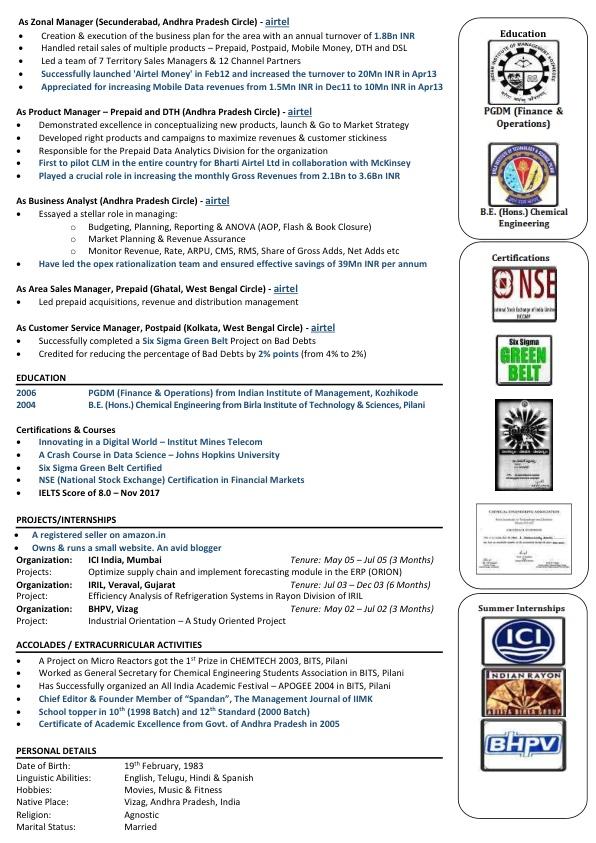 As Zonal Manager (Secunderabad, Andhra Pradesh Circle) - airtel
• Creation & execution of the business plan for the area with an annual turnover of 1.8Bn INR
• Handled retail sales of multiple products – Prepaid, Postpaid, Mobile Money, DTH and DSL
• Led a team of 7 Territory Sales Managers & 12 Channel Partners
• Successfully launched 'Airtel Money' in Feb12 and increased the turnover to 20Mn INR in Apr13
• Appreciated for increasing Mobile Data revenues from 1.5Mn INR in Dec11 to 10Mn INR in Apr13
As Product Manager – Prepaid and DTH (Andhra Pradesh Circle) - airtel
• Demonstrated excellence in conceptualizing new products, launch & Go to Market Strategy
• Developed right products and campaigns to maximize revenues & customer stickiness
• Responsible for the Prepaid Data Analytics Division for the organization
• First to pilot CLM in the entire country for Bharti Airtel Ltd in collaboration with McKinsey
• Played a crucial role in increasing the monthly Gross Revenues from 2.1Bn to 3.6Bn INR
As Business Analyst (Andhra Pradesh Circle) - airtel
• Essayed a stellar role in managing:
o Budgeting, Planning, Reporting & ANOVA (AOP, Flash & Book Closure)
o Market Planning & Revenue Assurance
o Monitor Revenue, Rate, ARPU, CMS, RMS, Share of Gross Adds, Net Adds etc
• Have led the opex rationalization team and ensured effective savings of 39Mn INR per annum
As Area Sales Manager, Prepaid (Ghatal, West Bengal Circle) - airtel
• Led prepaid acquisitions, revenue and distribution management
As Customer Service Manager, Postpaid (Kolkata, West Bengal Circle) - airtel
• Successfully completed a Six Sigma Green Belt Project on Bad Debts
• Credited for reducing the percentage of Bad Debts by 2% points (from 4% to 2%)
EDUCATION
2006 PGDM (Finance & Operations) from Indian Institute of Management, Kozhikode
2004 B.E. (Hons.) Chemical Engineering from Birla Institute of Technology & Sciences, Pilani
Certifications & Courses
• Innovating in a Digital World – Institut Mines Telecom
• A Crash Course in Data Science – Johns Hopkins University
• Six Sigma Green Belt Certified
• NSE (National Stock Exchange) Certification in Financial Markets
• IELTS Score of 8.0 – Nov 2017
PROJECTS/INTERNSHIPS
• A registered seller on amazon.in
• Owns & runs a small website. An avid blogger
Organization: ICI India, Mumbai Tenure: May 05 – Jul 05 (3 Months)
Project: Optimize supply chain and implement forecasting module in the ERP (ORION)
Organization: IRIL, Veraval, Gujarat Tenure: Jul 03 – Dec 03 (6 Months)
Project: Efficiency Analysis of Refrigeration Systems in Rayon Division of IRIL
Organization: BHPV, Vizag Tenure: May 02 – Jul 02 (3 Months)
Project: Industrial Orientation – A Study Oriented Project
ACCOLADES / EXTRACURRICULAR ACTIVITIES
• A Project on Micro Reactors got the 1st Prize in CHEMTECH 2003, BITS, Pilani
• Worked as General Secretary for Chemical Engineering Students Association in BITS, Pilani
• Has Successfully organized an All India Academic Festival – APOGEE 2004 in BITS, Pilani
• Chief Editor & Founder Member of “Spandan”, The Management Journal of IIMK
• School topper in 10th (1998 Batch) and 12th Standard (2000 Batch)
• Certificate of Academic Excellence from Govt. of Andhra Pradesh in 2005
PERSONAL DETAILS
Date of Birth: 19th February, 1983
Linguistic Abilities: English, Telugu, Hindi & Spanish
Hobbies: Movies, Music & Fitness
Native Place: Vizag, Andhra Pradesh, India
Religion: Agnostic
Marital Status: Married
Education
PGDM (Finance &
Operations)
B.E. (Hons.) Chemical
Engineering
Certifications
NSE
Six Sigma
GREEN
BELT
CHEMICAL ENGINEERING ASSOCIATION
Summer Internships
ICI
INDIAN RAYON
ADITYA BIRLA GROUP
BHPV